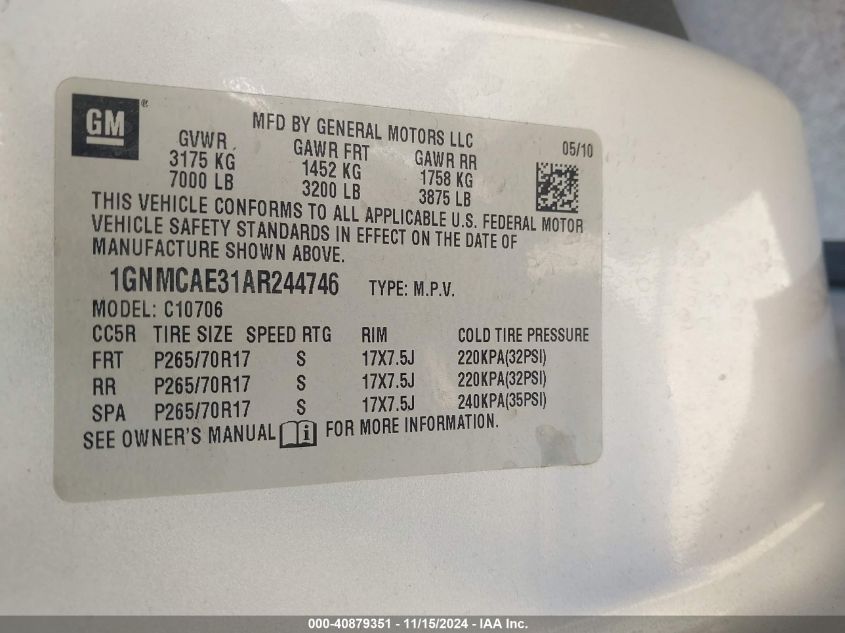 GM ®
MFD BY GENERAL MOTORS LLC
GVWR GAWR FRT GAWR RR 05/10
3175 KG 1452 KG 1758 KG
7000 LB 3200 LB 3875 LB
THIS VEHICLE CONFORMS TO ALL APPLICABLE U.S. FEDERAL MOTOR
VEHICLE SAFETY STANDARDS IN EFFECT ON THE DATE OF
MANUFACTURE SHOWN ABOVE.
1GNMCAE31AR244746 TYPE: M.P.V.
MODEL: C10706
CC5R TIRE SIZE SPEED RTG RIM COLD TIRE PRESSURE
FRT P265/70R17 S 17X7.5J 220KPA(32PSI)
RR P265/70R17 S 17X7.5J 220KPA(32PSI)
SPA P265/70R17 S 17X7.5J 240KPA(35PSI)
SEE OWNER'S MANUAL i FOR MORE INFORMATION.
000-40879351 - 11/15/2024 - IAA Inc.